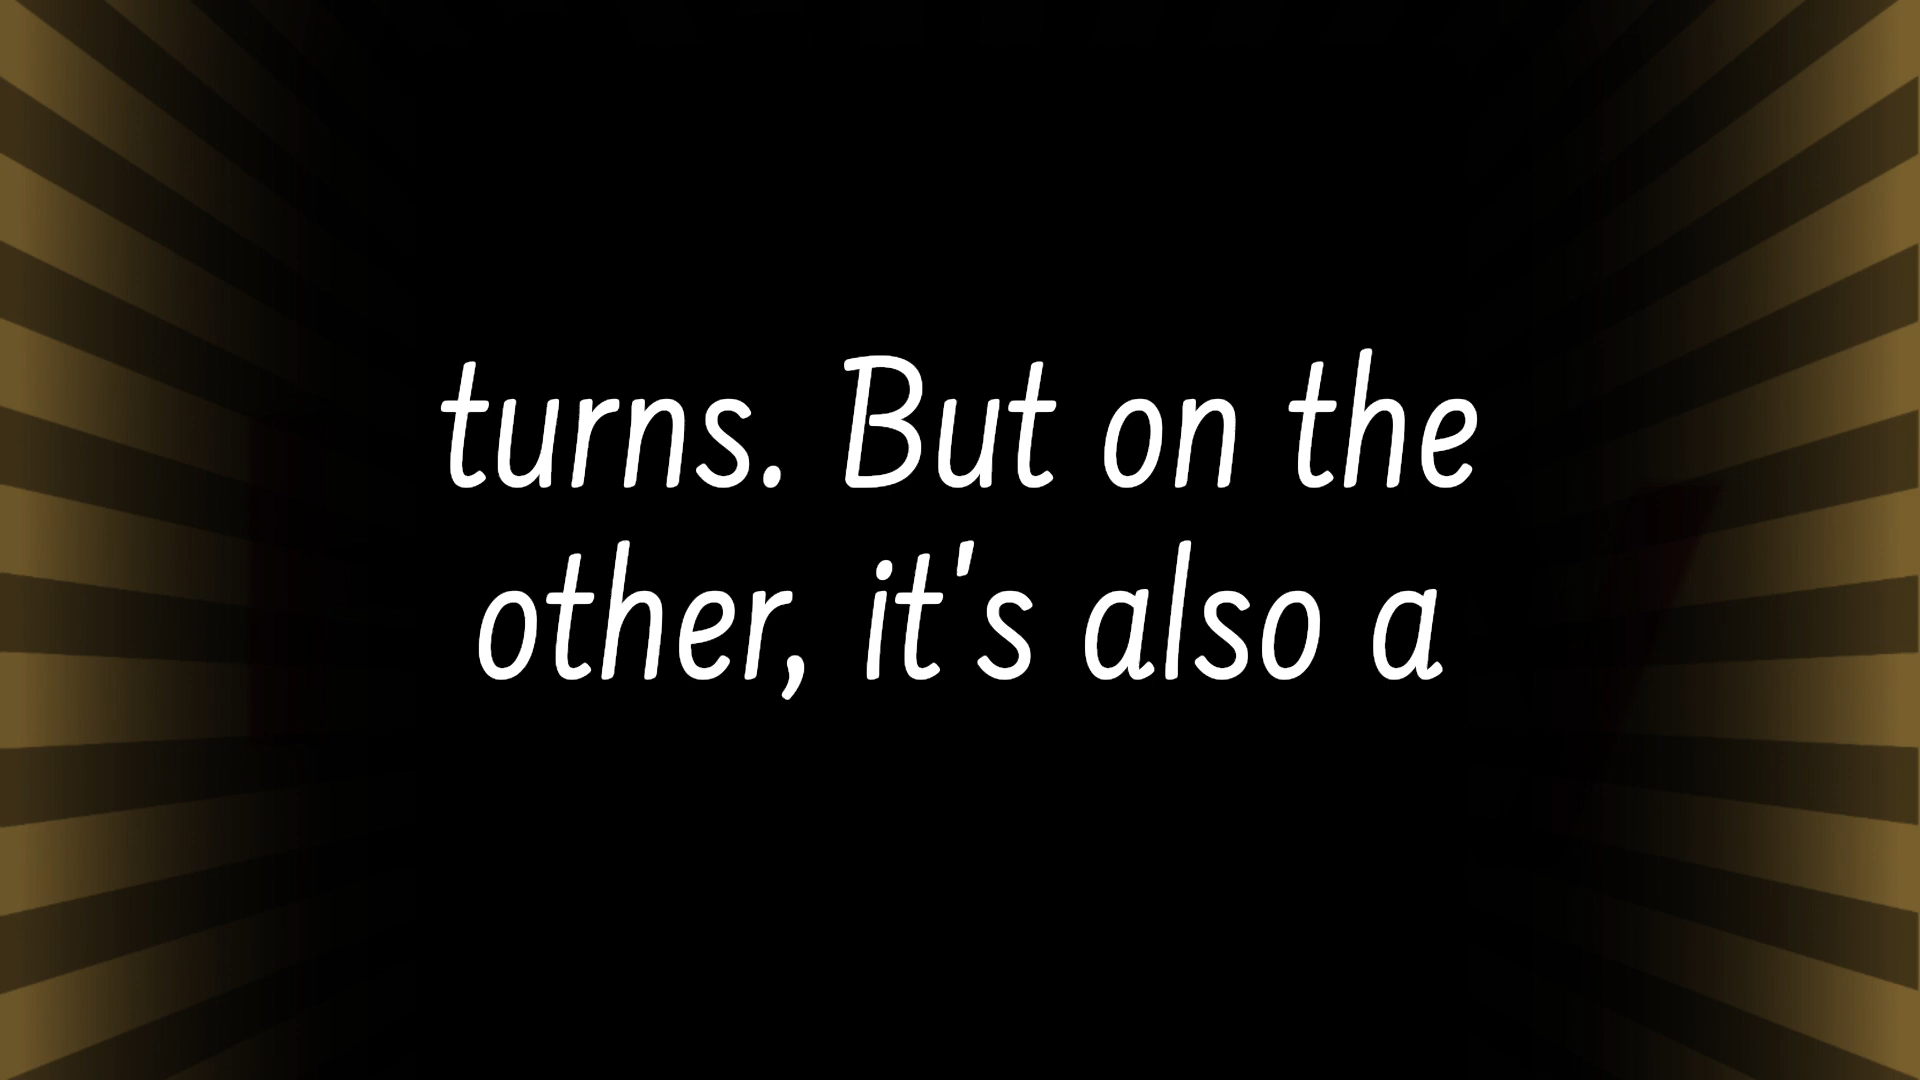 turns. But on the
other, it's also a